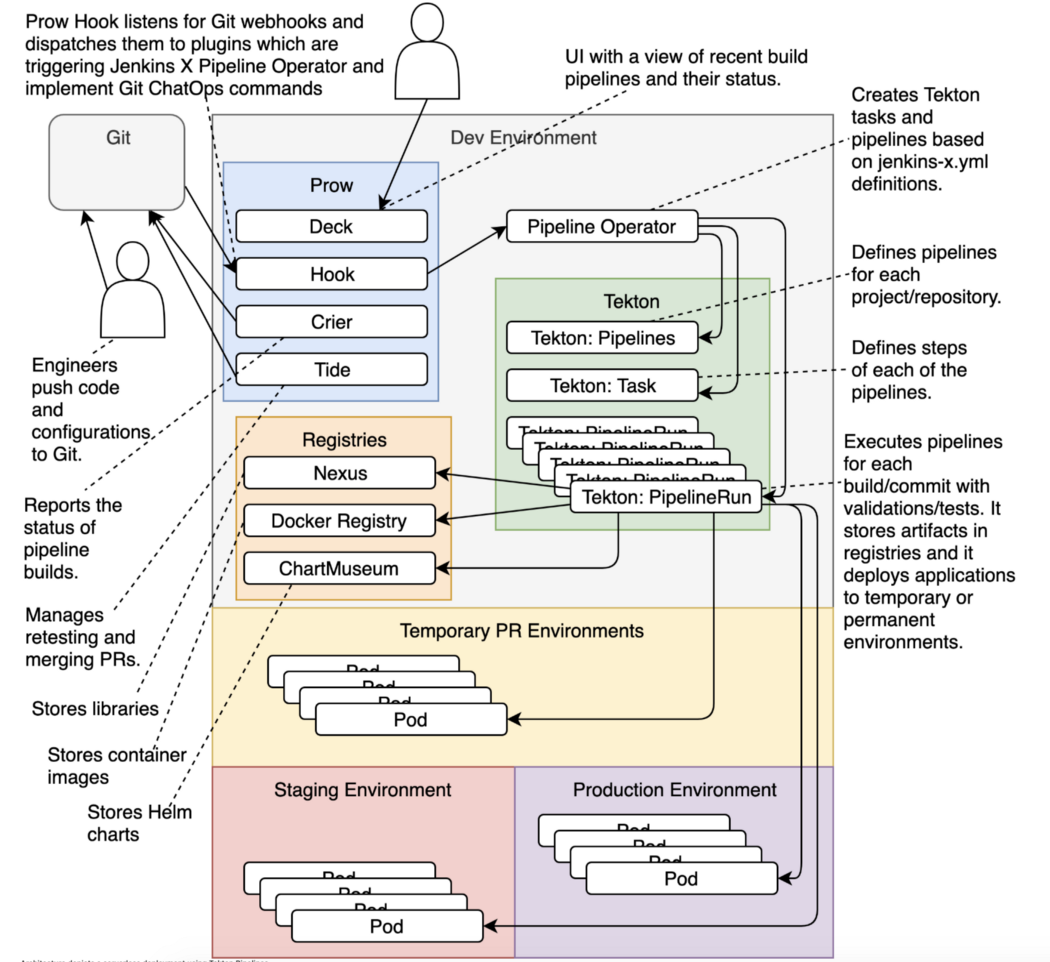 Prow Hook listens for Git webhooks and
dispatches them to plugins which are
triggering Jenkins X Pipeline Operator and
implement Git ChatOps commands
UI with a view of recent build
pipelines and their status.
Creates Tekton
tasks and
pipelines based
on jenkins-x.yml
definitions.
Git
Dev Environment
Prow
Deck
Hook
Crier
Tide
Pipeline Operator
Tekton
Tekton: Pipelines
Tekton: Task
Tekton: PipelineRun
Tekton: PipelineRun
Tekton: PipelineRun
Tekton: PipelineRun
Tekton: PipelineRun
Defines pipelines
for each
project/repository.
Defines steps
of each of the
pipelines.
Executes pipelines
for each
build/commit with
validations/tests. It
stores artifacts in
registries and it
deploys applications
to temporary or
permanent
environments.
Engineers
push code
and
configurations
to Git.
Registries
Nexus
Docker Registry
ChartMuseum
Reports the
status of
pipeline
builds.
Manages
retesting and
merging PRs.
Stores libraries
Stores container
images
Stores Helm
charts
Temporary PR Environments
Pod
Pod
Pod
Pod
Staging Environment
Pod
Pod
Pod
Pod
Production Environment
Pod
Pod
Pod
Pod